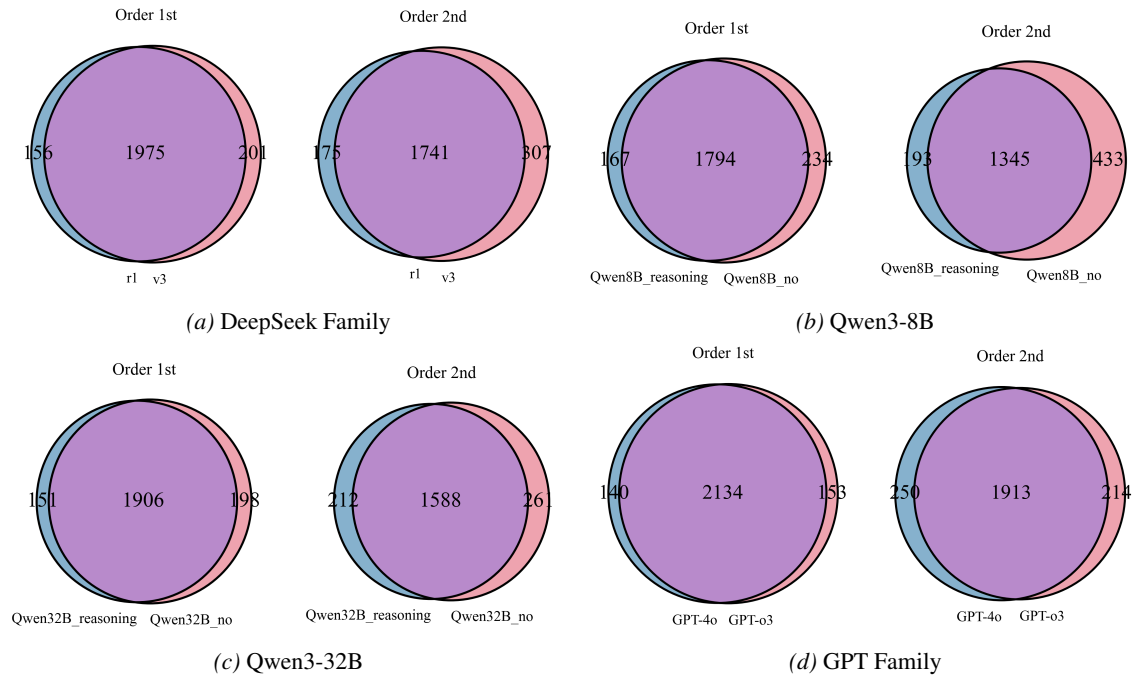 Order 1st
Order 2nd
156 1975 201
175 1741 307
r1 v3
r1 v3
(a) DeepSeek Family
Order 1st
Order 2nd
167 1794 234
193 1345 433
Qwen8B_reasoning Qwen8B_no
Qwen8B_reasoning Qwen8B_no
(b) Qwen3-8B
Order 1st
Order 2nd
151 1906 198
212 1588 261
Qwen32B_reasoning Qwen32B_no
Qwen32B_reasoning Qwen32B_no
(c) Qwen3-32B
Order 1st
Order 2nd
140 2134 153
250 1913 214
GPT-4o GPT-o3
GPT-4o GPT-o3
(d) GPT Family